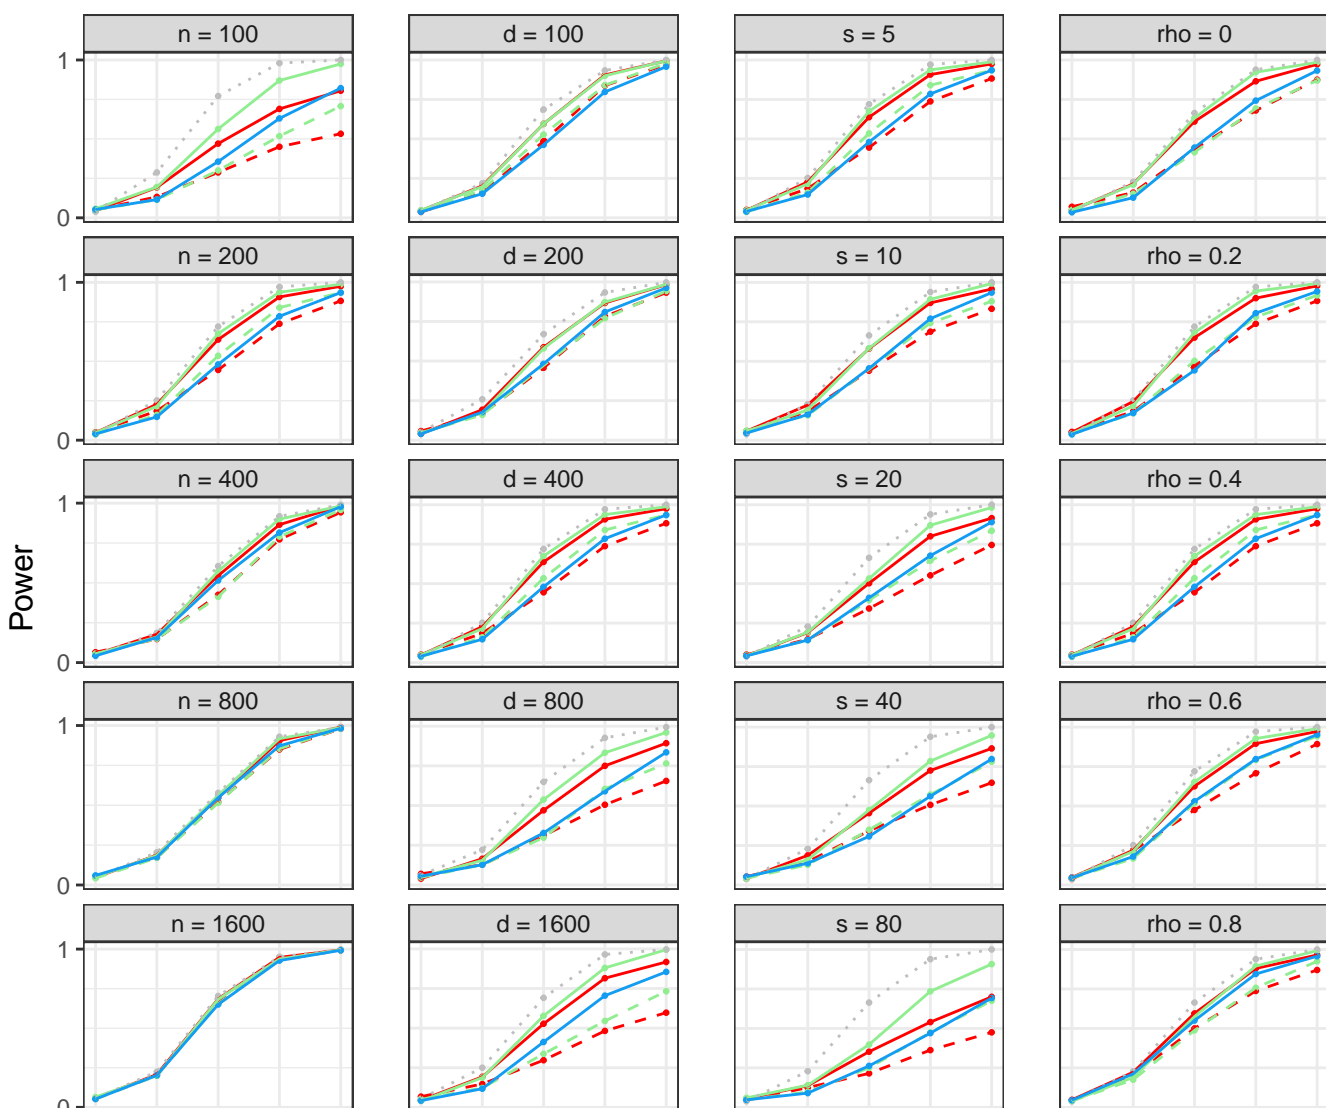 n = 100 d = 100 s = 5 rho = 0
1
0
n = 200 d = 200 s = 10 rho = 0.2
1
0
n = 400 d = 400 s = 20 rho = 0.4
1
0
Power
n = 800 d = 800 s = 40 rho = 0.6
1
0
n = 1600 d = 1600 s = 80 rho = 0.8
1
0